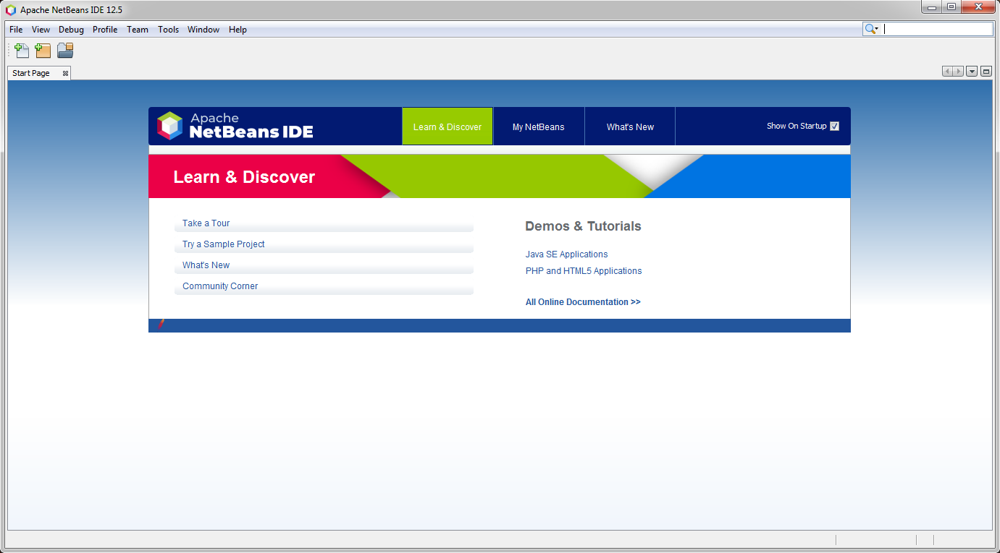 Apache NetBeans IDE 12.5
File View Debug Profile Team Tools Window Help
Start Page
Apache
NetBeans IDE
Learn & Discover
My NetBeans
What's New
Show On Startup
Learn & Discover
Take a Tour
Try a Sample Project
What's New
Community Corner
Demos & Tutorials
Java SE Applications
PHP and HTML5 Applications
All Online Documentation >>